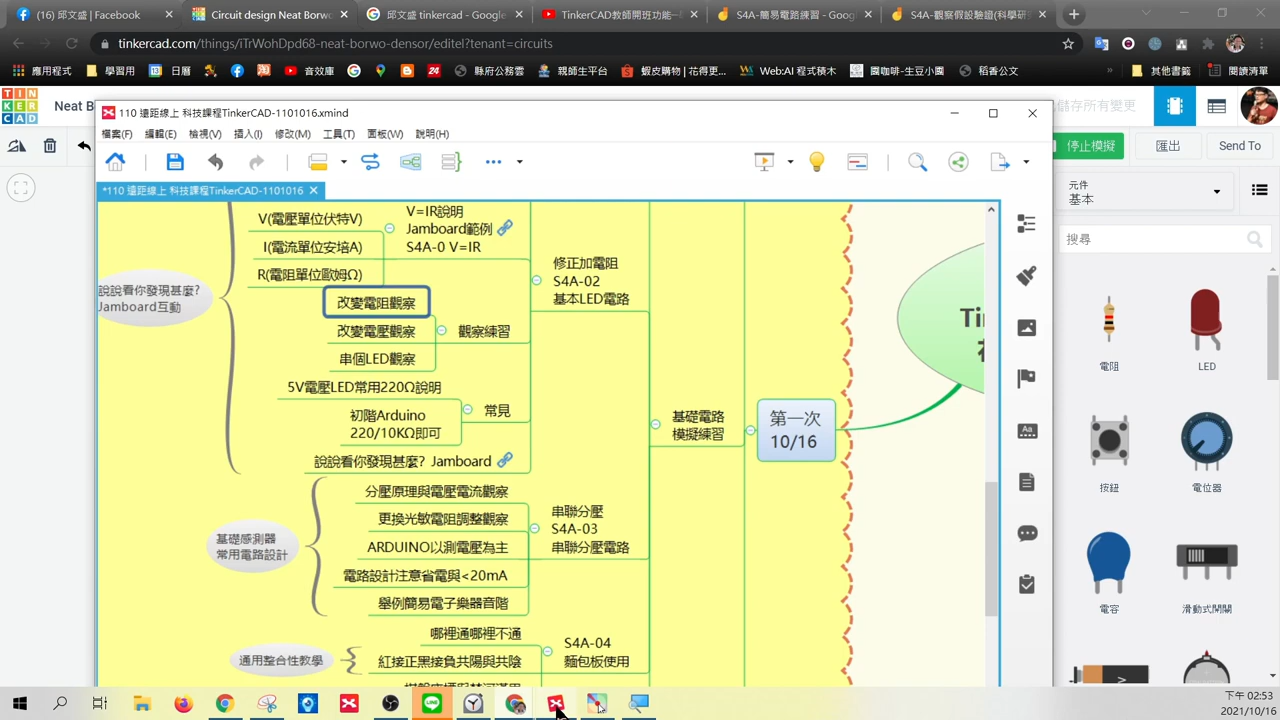 (16) 邱文盛 | Facebook
Circuit design Neat Borwo
邱文盛 tinkercad - Google
TinkerCAD教師開班功能一
S4A-簡易電路練習 - Google
S4A-觀察假設驗證(科學研
tinkercad.com/things/iTrWohDpd68-neat-borwo-densor/editel?tenant=circuits
應用程式
學習用
日曆
音效庫
縣府公務雲
親師生平台
蝦皮購物 | 花得更...
Web:AI 程式積木
國咖啡-生豆小園
稻香公文
»
其他書籤
閱讀清單
TIN
KER
CAD
Neat B
儲存所有變更
110 遠距線上 科技課程TinkerCAD-1101016.xmind
檔案(F)
編輯(E)
檢視(V)
插入(I)
修改(M)
工具(T)
面板(W)
說明(H)
停止模擬
匯出
Send To
*110 遠距線上 科技課程TinkerCAD-1101016
元件
基本
搜尋
V(電壓單位伏特V)
I(電流單位安培A)
R(電阻單位歐姆Ω)
V=IR說明
Jamboard範例
S4A-0 V=IR
說說看你發現甚麼?
Jamboard互動
改變電阻觀察
改變電壓觀察
串個LED觀察
觀察練習
修正加電阻
S4A-02
基本LED電路
5V電壓LED常用220Ω說明
初階Arduino
220/10KΩ即可
常見
說說看你發現甚麼? Jamboard
基礎電路
模擬練習
第一次
10/16
Ti
分壓原理與電壓電流觀察
更換光敏電阻調整觀察
ARDUINO以測電壓為主
電路設計注意省電與<20mA
舉例簡易電子樂器音階
基礎感測器
常用電路設計
串聯分壓
S4A-03
串聯分壓電路
哪裡通哪裡不通
紅接正黑接負共陽與共陰
通用整合性教學
S4A-04
麵包板使用
電阻
LED
按鈕
電位器
電容
滑動式開關
下午 02:53
2021/10/16